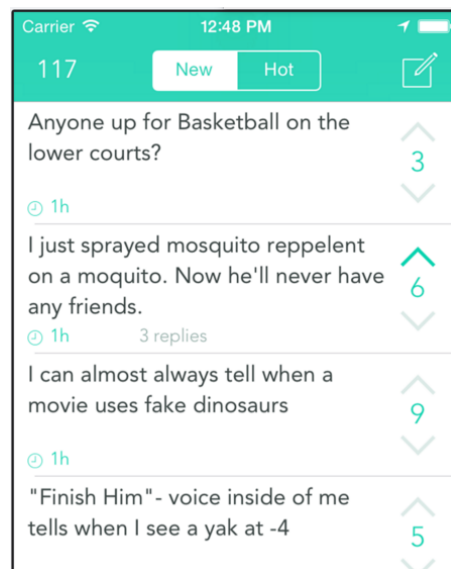 Carrier 12:48 PM
117 New Hot
Anyone up for Basketball on the
lower courts?
3
1h
I just sprayed mosquito reppelent
on a moquito. Now he'll never have
any friends.
6
1h 3 replies
I can almost always tell when a
movie uses fake dinosaurs
9
1h
"Finish Him"- voice inside of me
tells when I see a yak at -4
5